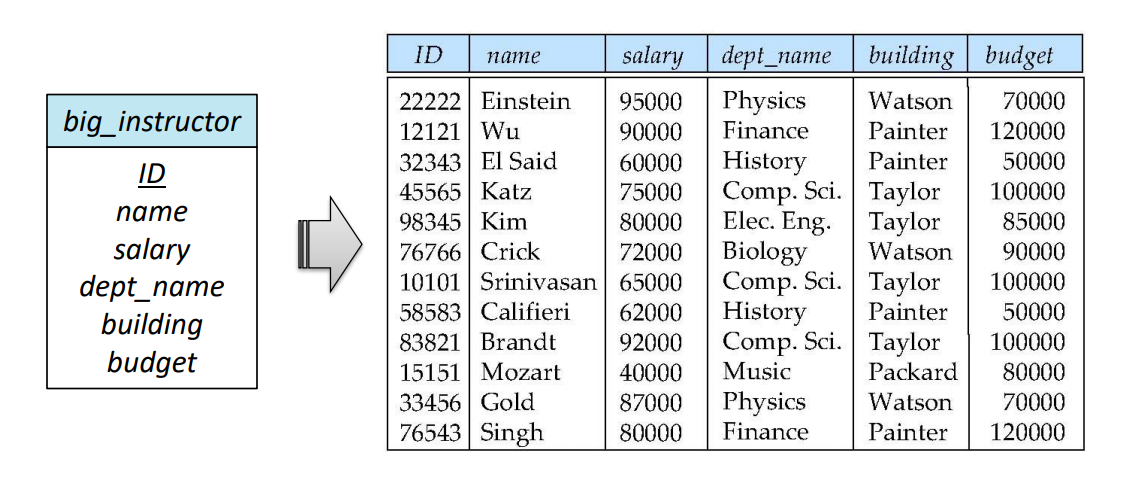 big_instructor
ID
name
salary
dept_name
building
budget
ID name salary dept_name building budget
22222 Einstein 95000 Physics Watson 70000
12121 Wu 90000 Finance Painter 120000
32343 El Said 60000 History Painter 50000
45565 Katz 75000 Comp. Sci. Taylor 100000
98345 Kim 80000 Elec. Eng. Taylor 85000
76766 Crick 72000 Biology Watson 90000
10101 Srinivasan 65000 Comp. Sci. Taylor 100000
58583 Califieri 62000 History Painter 50000
83821 Brandt 92000 Comp. Sci. Taylor 100000
15151 Mozart 40000 Music Packard 80000
33456 Gold 87000 Physics Watson 70000
76543 Singh 80000 Finance Painter 120000